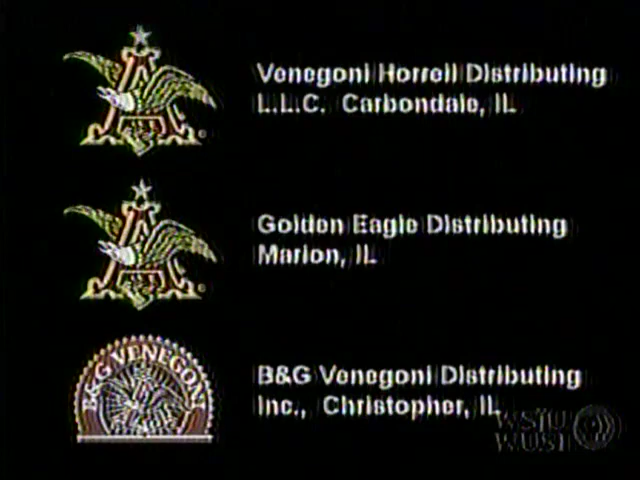 Venegoni Horrell Distributing
L.L.C. Carbondale, IL
Golden Eagle Distributing
Marion, IL
B&G VENEGONI
B&G Venegoni Distributing
Inc., Christopher, IL
WSIU
WUSI